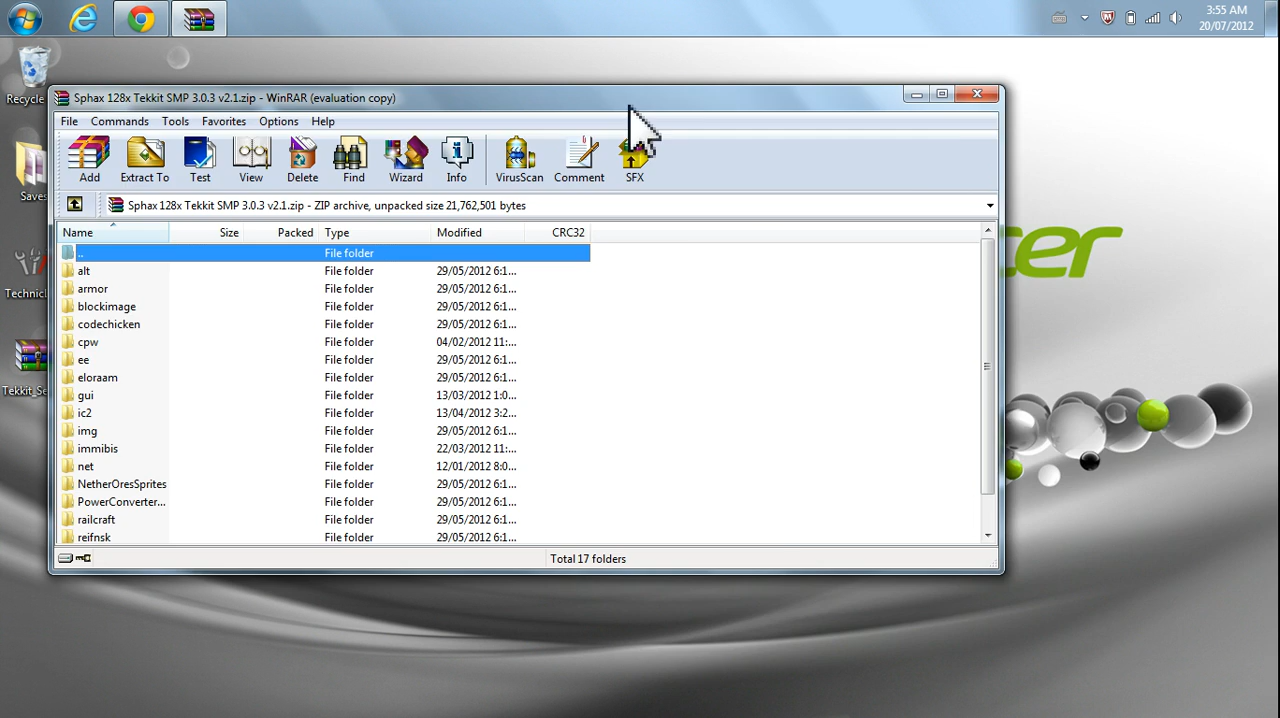 3:55 AM
20/07/2012
Recycle
Saves
Technic
Tekkit_Se
Sphax 128x Tekkit SMP 3.0.3 v2.1.zip - WinRAR (evaluation copy)
File Commands Tools Favorites Options Help
Add Extract To Test View Delete Find Wizard Info VirusScan Comment SFX
Sphax 128x Tekkit SMP 3.0.3 v2.1.zip - ZIP archive, unpacked size 21,762,501 bytes
Name Size Packed Type Modified CRC32
.. File folder
alt File folder 29/05/2012 6:1...
armor File folder 29/05/2012 6:1...
blockimage File folder 29/05/2012 6:1...
codechicken File folder 29/05/2012 6:1...
cpw File folder 04/02/2012 11:...
ee File folder 29/05/2012 6:1...
eloraam File folder 29/05/2012 6:1...
gui File folder 13/03/2012 1:0...
ic2 File folder 13/04/2012 3:2...
img File folder 29/05/2012 6:1...
immibis File folder 22/03/2012 11:...
net File folder 12/01/2012 8:0...
NetherOresSprites File folder 29/05/2012 6:1...
PowerConverter... File folder 29/05/2012 6:1...
railcraft File folder 29/05/2012 6:1...
reifnsk File folder 29/05/2012 6:1...
Total 17 folders
cer